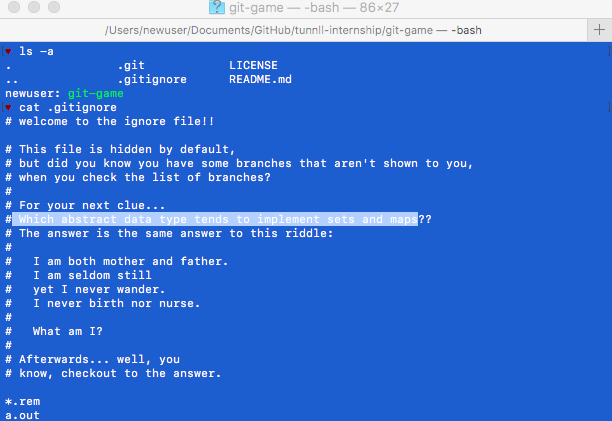 git-game — -bash — 86×27
/Users/newuser/Documents/GitHub/tunnll-internship/git-game — -bash +
[♥ ls -a ]
. .git LICENSE
.. .gitignore README.md
newuser: git-game
[♥ cat .gitignore ]
# welcome to the ignore file!!
# This file is hidden by default,
# but did you know you have some branches that aren't shown to you,
# when you check the list of branches?
#
# For your next clue...
# Which abstract data type tends to implement sets and maps??
# The answer is the same answer to this riddle:
#
# I am both mother and father.
# I am seldom still
# yet I never wander.
# I never birth nor nurse.
#
# What am I?
#
# Afterwards... well, you
# know, checkout to the answer.
*.rem
a.out